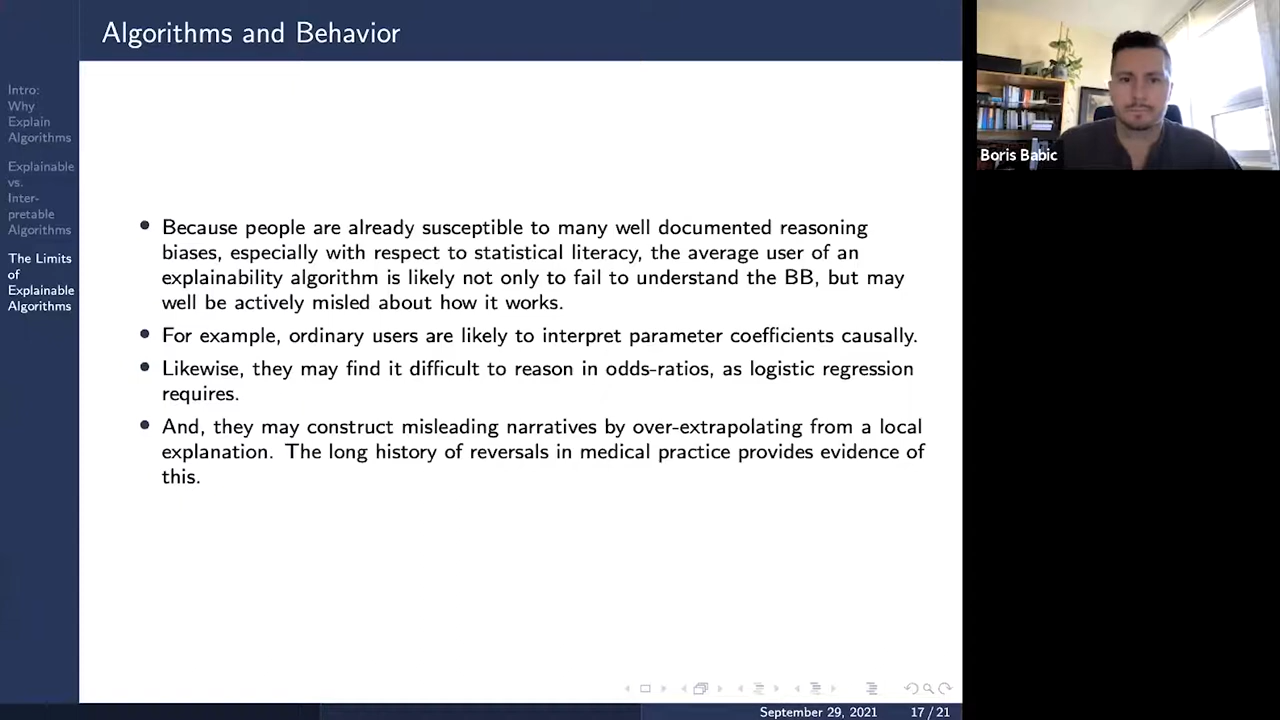 Algorithms and Behavior
Intro:
Why
Explain
Algorithms
Explainable
vs.
Inter-
pretable
Algorithms
The Limits
of
Explainable
Algorithms
• Because people are already susceptible to many well documented reasoning
biases, especially with respect to statistical literacy, the average user of an
explainability algorithm is likely not only to fail to understand the BB, but may
well be actively misled about how it works.
• For example, ordinary users are likely to interpret parameter coefficients causally.
• Likewise, they may find it difficult to reason in odds-ratios, as logistic regression
requires.
• And, they may construct misleading narratives by over-extrapolating from a local
explanation. The long history of reversals in medical practice provides evidence of
this.
September 29, 2021 17 / 21
Boris Babic